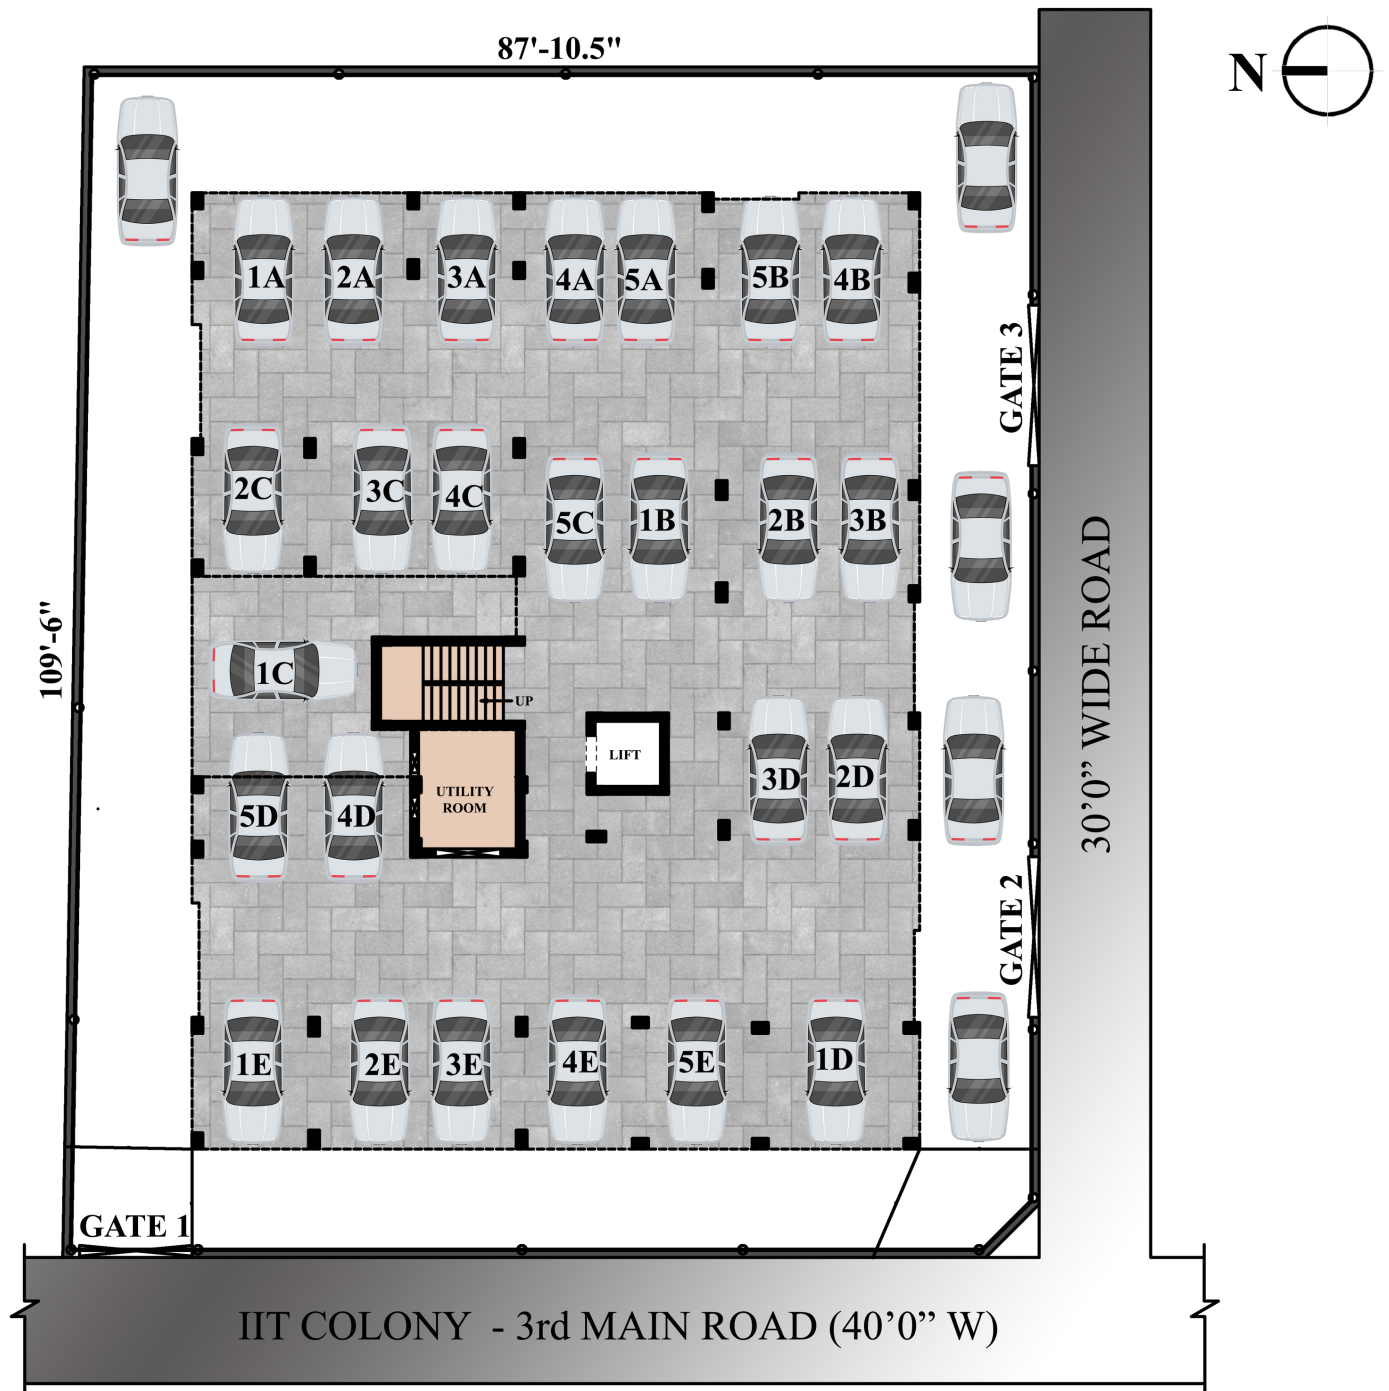 87'-10.5"
N
1A 2A 3A 4A 5A 5B 4B
GATE 3
2C 3C 4C 5C 1B 2B 3B
30'0" WIDE ROAD
109'-6"
1C
UP
LIFT
UTILITY
ROOM
3D 2D
5D 4D
GATE 2
1E 2E 3E 4E 5E 1D
GATE 1
IIT COLONY - 3rd MAIN ROAD (40'0" W)